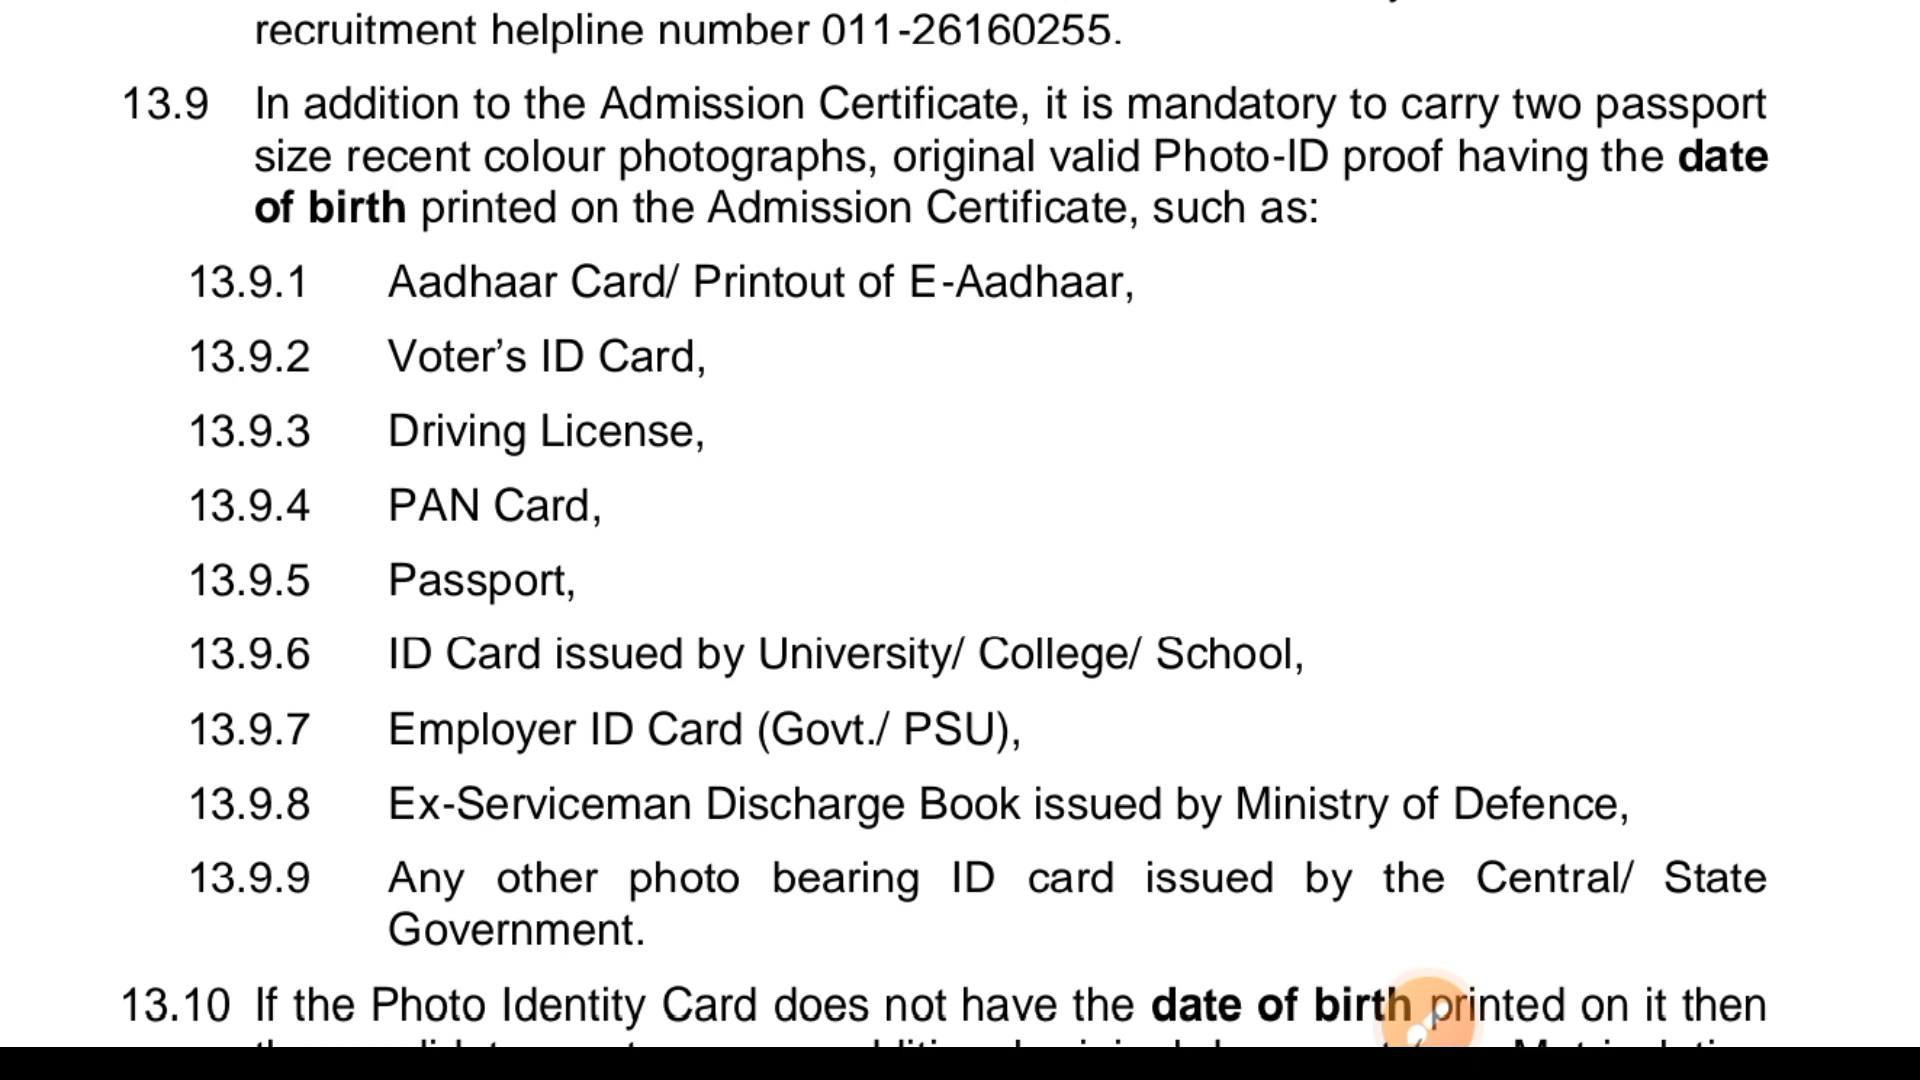 recruitment helpline number 011-26160255.
13.9 In addition to the Admission Certificate, it is mandatory to carry two passport
size recent colour photographs, original valid Photo-ID proof having the date
of birth printed on the Admission Certificate, such as:
13.9.1 Aadhaar Card/ Printout of E-Aadhaar,
13.9.2 Voter’s ID Card,
13.9.3 Driving License,
13.9.4 PAN Card,
13.9.5 Passport,
13.9.6 ID Card issued by University/ College/ School,
13.9.7 Employer ID Card (Govt./ PSU),
13.9.8 Ex-Serviceman Discharge Book issued by Ministry of Defence,
13.9.9 Any other photo bearing ID card issued by the Central/ State
Government.
13.10 If the Photo Identity Card does not have the date of birth printed on it then